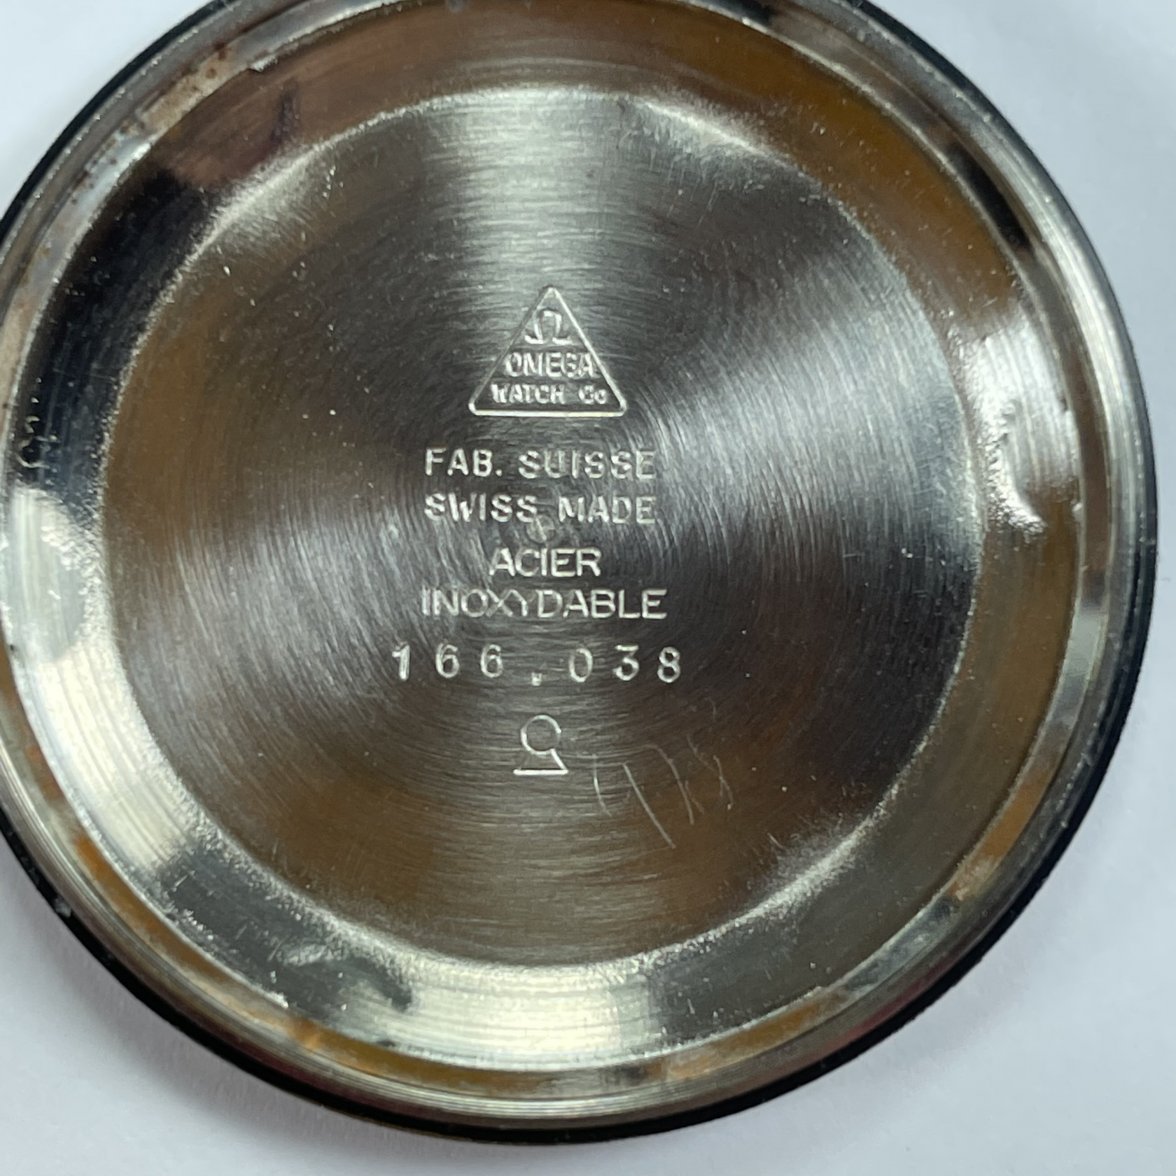 Ω
OMEGA
WATCH Co
FAB. SUISSE
SWISS MADE
ACIER
INOXYDABLE
166.038